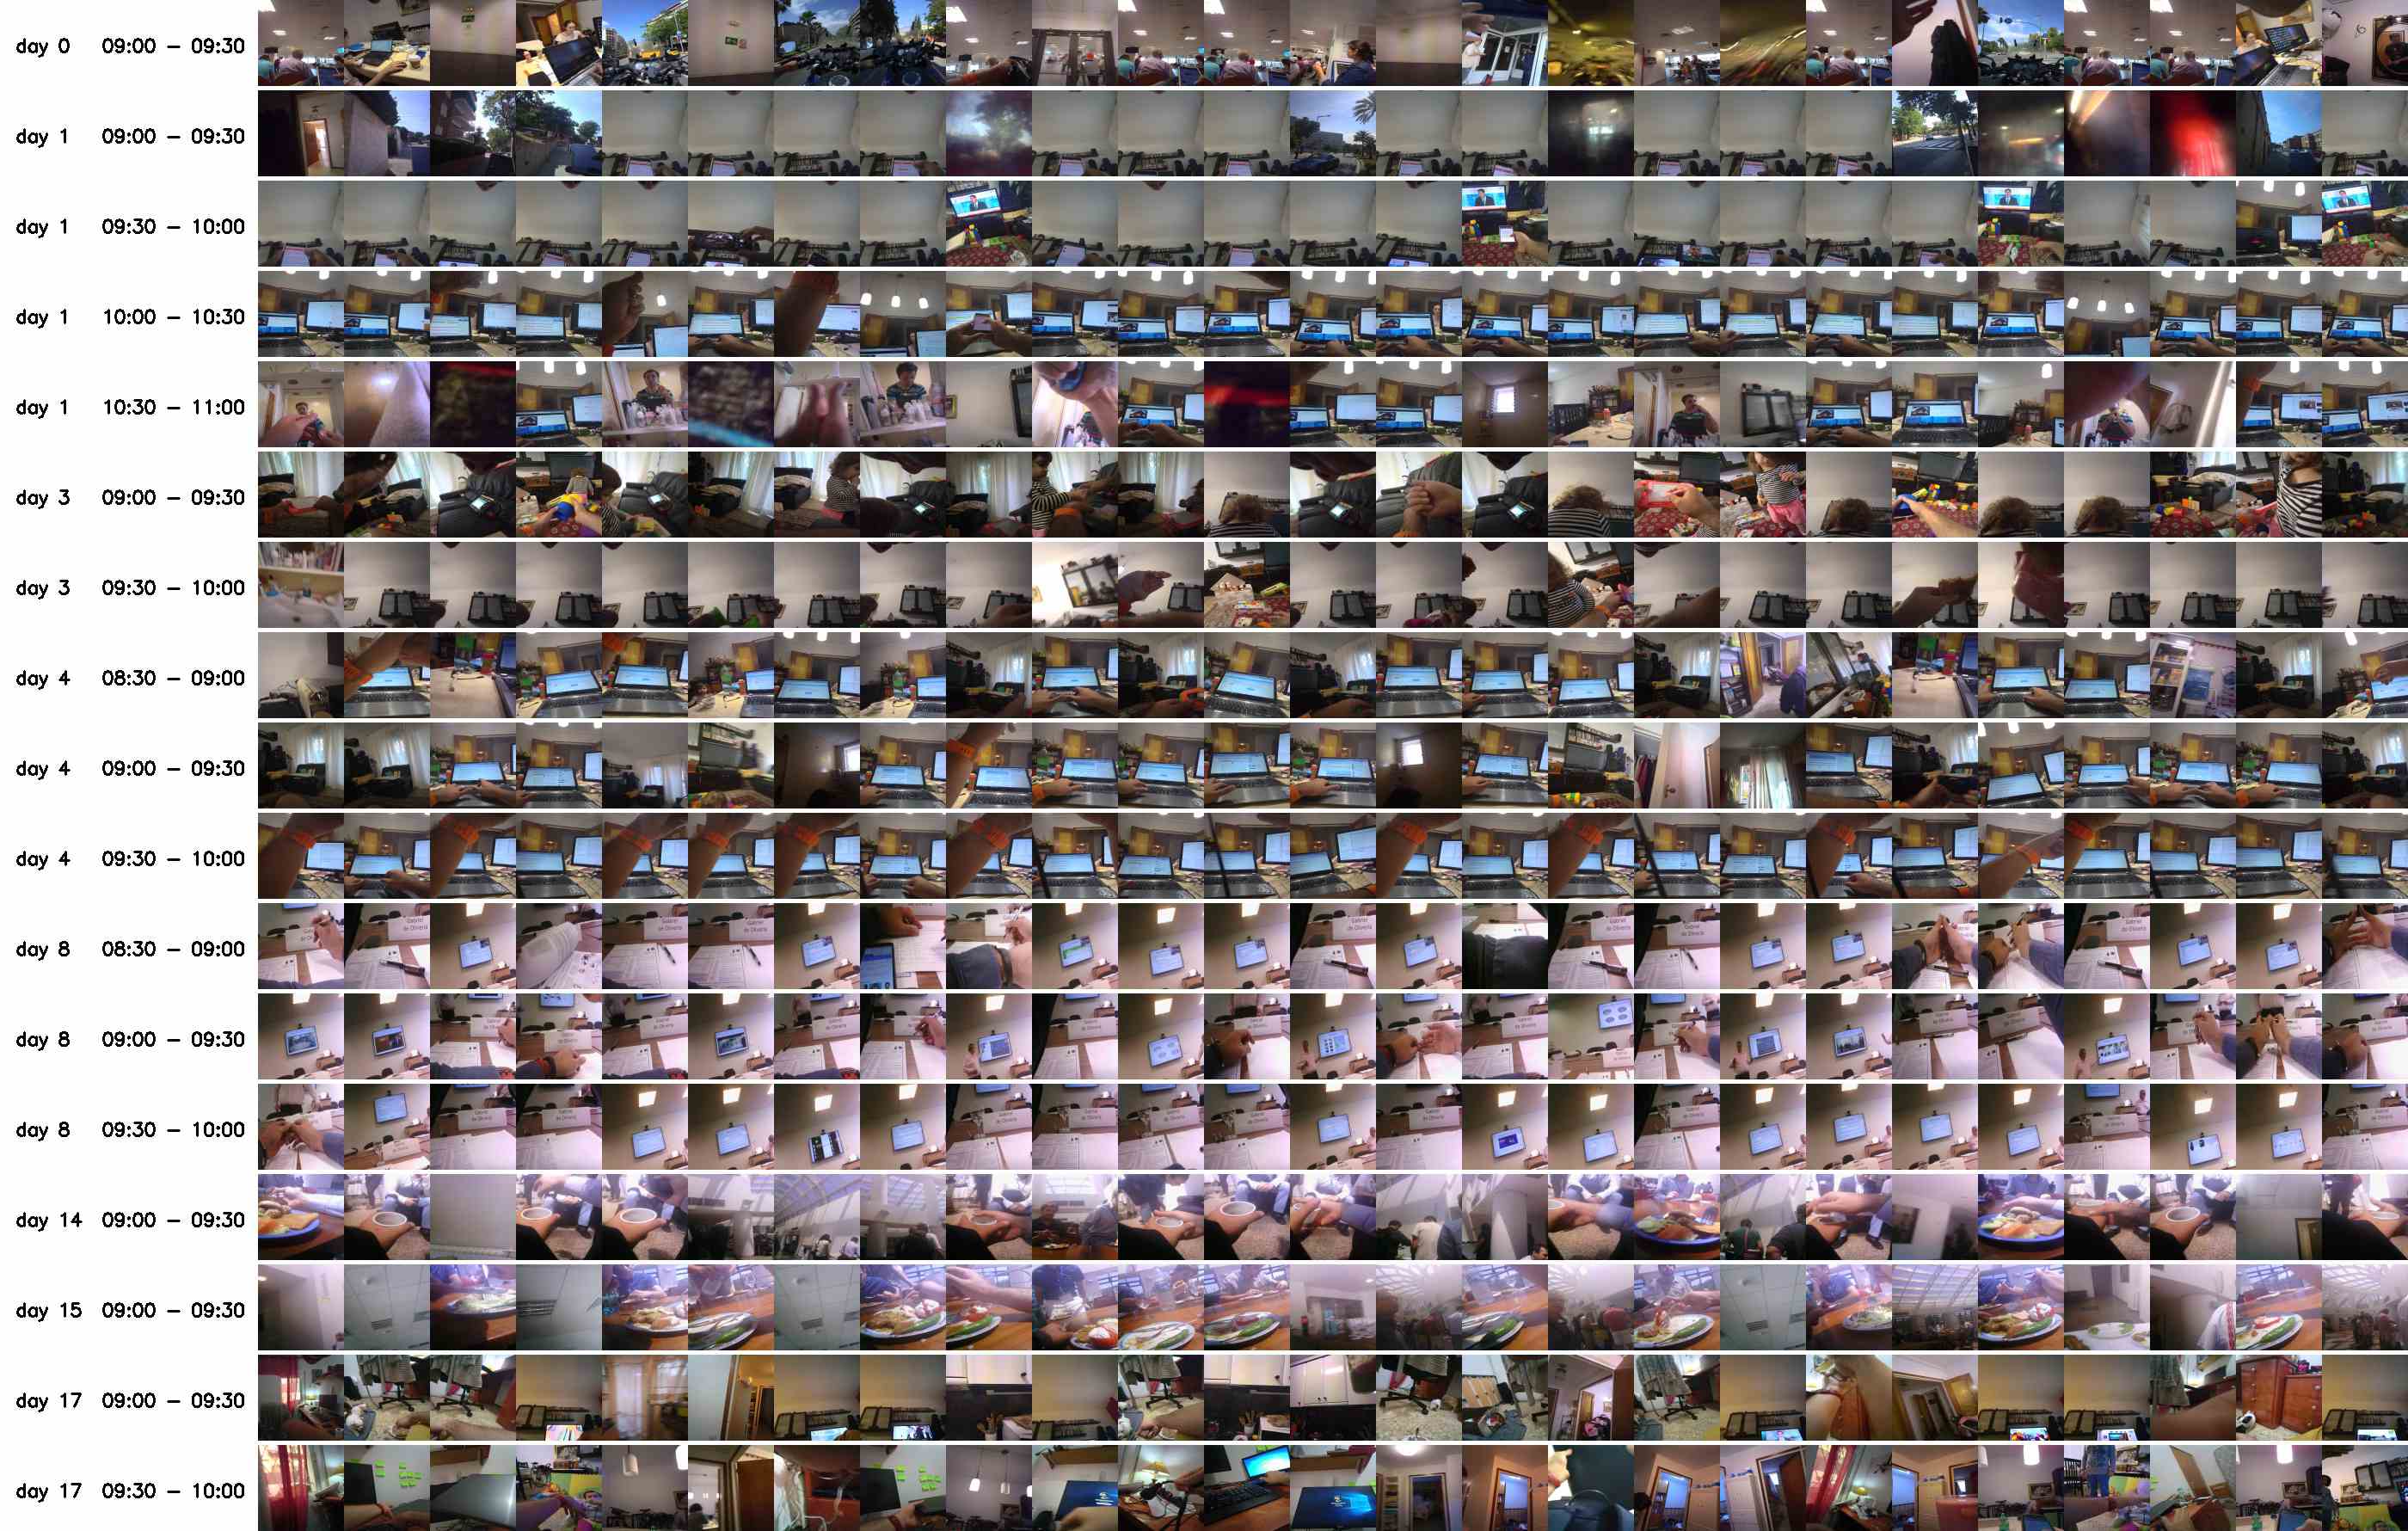 day 0 09:00 – 09:30
day 1 09:00 – 09:30
day 1 09:30 – 10:00
day 1 10:00 – 10:30
day 1 10:30 – 11:00
day 3 09:00 – 09:30
day 3 09:30 – 10:00
day 4 08:30 – 09:00
day 4 09:00 – 09:30
day 4 09:30 – 10:00
day 8 08:30 – 09:00
day 8 09:00 – 09:30
day 8 09:30 – 10:00
day 14 09:00 – 09:30
day 15 09:00 – 09:30
day 17 09:00 – 09:30
day 17 09:30 – 10:00